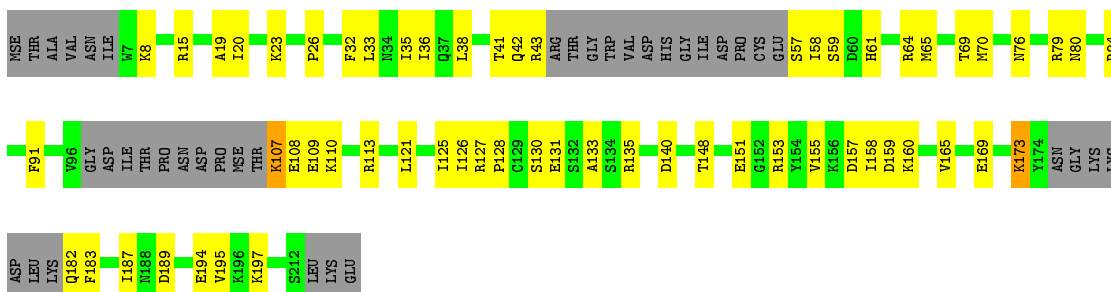 MSE THR ALA VAL ASN ILE W7 K8 R15 A19 I20 K23 P26 F32 L33 N34 I35 I36 Q37 L38 T41 Q42 R43 ARG THR GLY TRP VAL ASP HIS GLY ILE ASP PRO CYS GLU S57 I58 S59 D60 H61 R64 M65 T69 M70 N76 R79 N80
F91 V96 GLY ASP ILE THR PRO ASN ASP PRO MSE THR K107 E108 E109 K110 R113 L121 I125 I126 R127 P128 C129 S130 E131 S132 A133 S134 R135 D140 T148 E151 G152 R153 Y154 V155 K156 D157 I158 D159 K160 V165 E169 K173 Y174 ASN GLY LYS
ASP LEU LYS Q182 F183 I187 N188 D189 E194 V195 K196 K197 S212 LEU LYS GLU